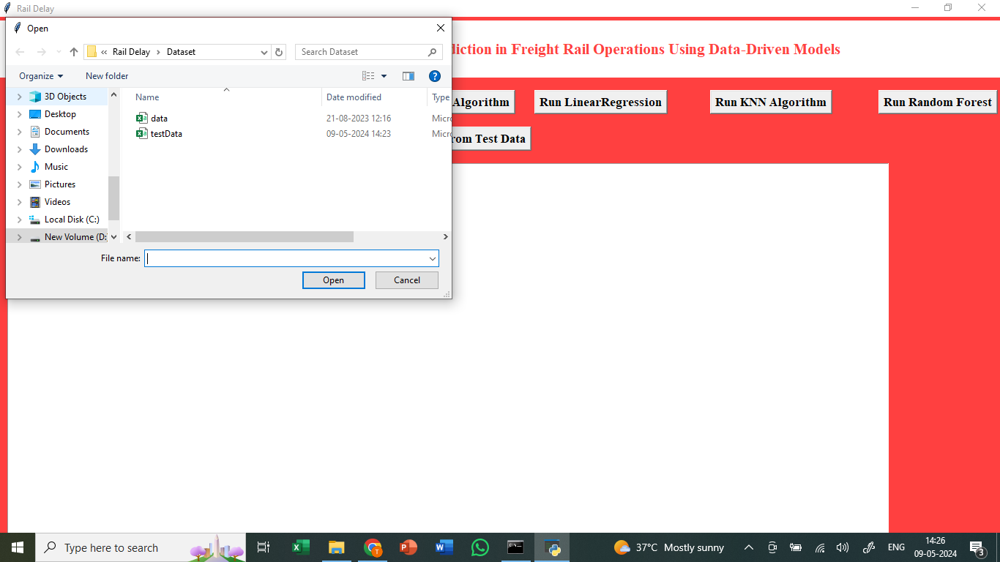 Rail Delay
Open
« Rail Delay › Dataset
Search Dataset
diction in Freight Rail Operations Using Data-Driven Models
Organize
New folder
Name
Date modified
Type
data
21-08-2023 12:16
Micro
testData
09-05-2024 14:23
Micro
3D Objects
Desktop
Documents
Downloads
Music
Pictures
Videos
Local Disk (C:)
New Volume (D:
File name:
Open
Cancel
Algorithm
Run LinearRegression
Run KNN Algorithm
Run Random Forest
rom Test Data
Type here to search
37°C Mostly sunny
ENG
14:26
09-05-2024
3